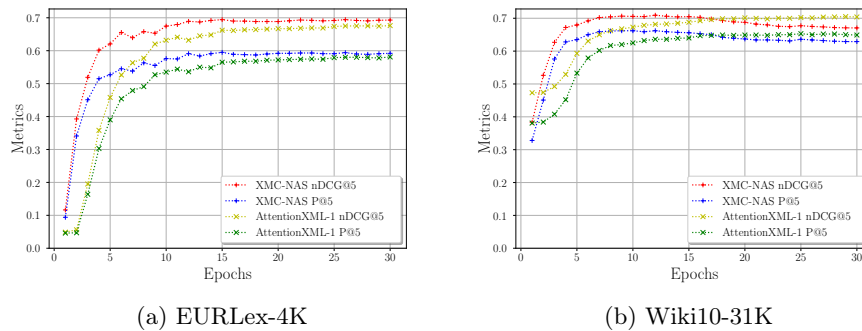 0.7
0.6
0.5
0.4
0.3
0.2
0.1
0.0
Metrics
0 5 10 15 20 25 30
Epochs
XMC-NAS nDCG@5
XMC-NAS P@5
AttentionXML-1 nDCG@5
AttentionXML-1 P@5
(a) EURLex-4K
0.7
0.6
0.5
0.4
0.3
0.2
0.1
0.0
Metrics
0 5 10 15 20 25 30
Epochs
XMC-NAS nDCG@5
XMC-NAS P@5
AttentionXML-1 nDCG@5
AttentionXML-1 P@5
(b) Wiki10-31K